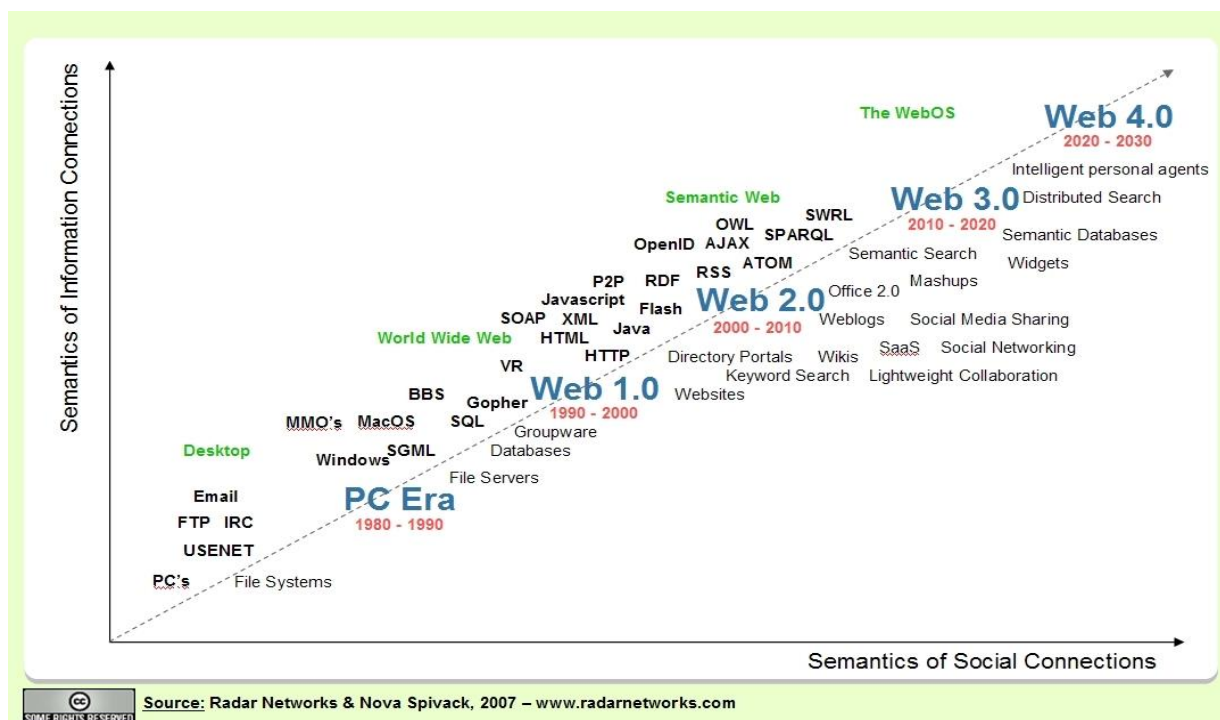 Semantics of Information Connections
The WebOS
Web 4.0
2020 - 2030
Intelligent personal agents
Semantic Web
Web 3.0
Distributed Search
2010 - 2020
SWRL
OWL
SPARQL
Semantic Databases
OpenID
AJAX
Semantic Search
Widgets
ATOM
RSS
P2P
RDF
Mashups
Office 2.0
Javascript
Web 2.0
2000 - 2010
Flash
SOAP
XML
Java
Weblogs
Social Media Sharing
World Wide Web
HTML
SaaS
Social Networking
HTTP
Directory Portals
Wikis
VR
Keyword Search
Lightweight Collaboration
Web 1.0
1990 - 2000
Websites
BBS
Gopher
MMO's
MacOS
SQL
Groupware
Desktop
SGML
Databases
Windows
File Servers
Email
PC Era
1980 - 1990
FTP
IRC
USENET
PC's
File Systems
Semantics of Social Connections
cc
SOME RIGHTS RESERVED
Source: Radar Networks & Nova Spivack, 2007 – www.radarnetworks.com